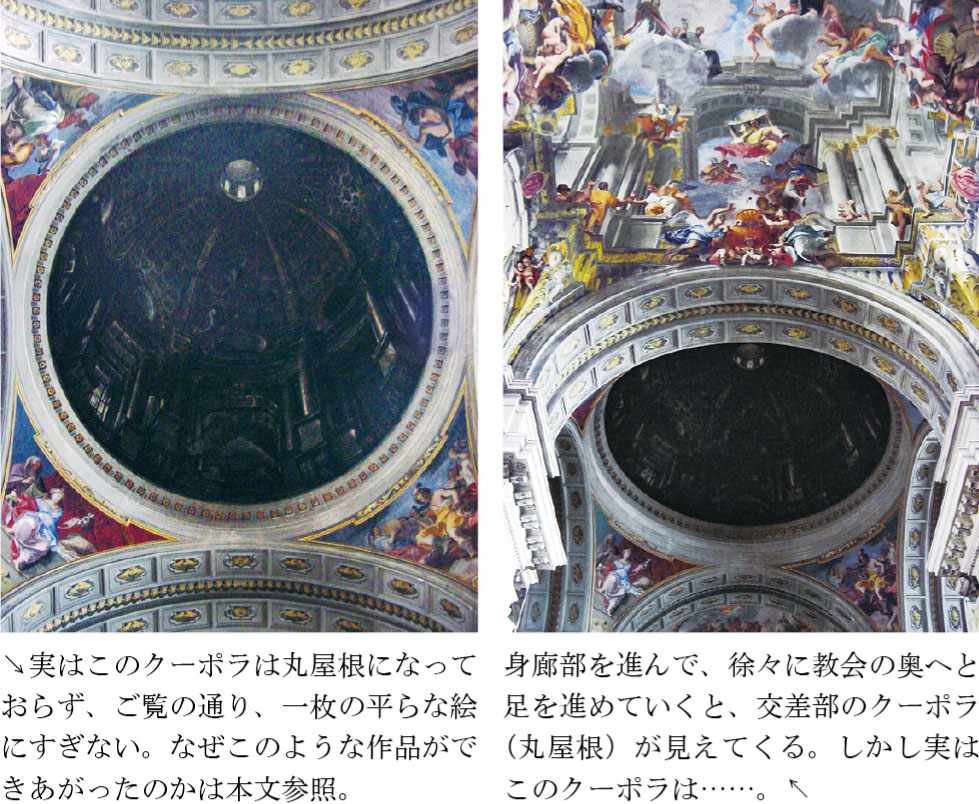 身廊部を進んで、徐々に教会の奥へと
足を進めていくと、交差部のクーポラ
（丸屋根）が見えてくる。しかし実は
このクーポラは……。↖
↘実はこのクーポラは丸屋根になって
おらず、ご覧の通り、一枚の平らな絵
にすぎない。なぜこのような作品がで
きあがったのかは本文参照。